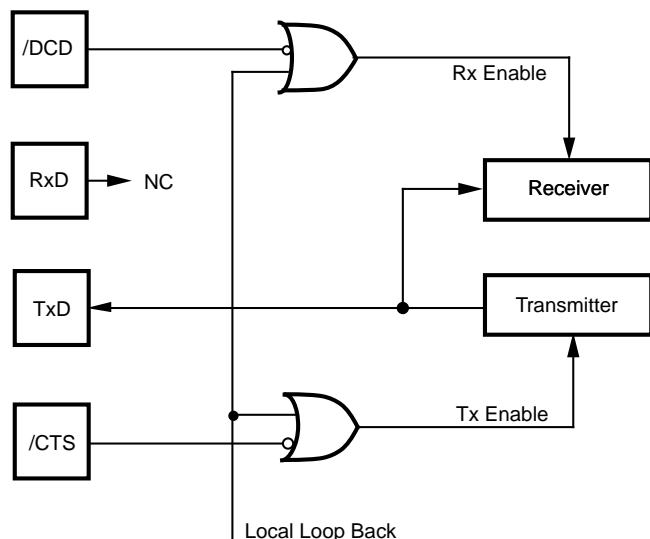 /DCD
Rx Enable
RxD
NC
Receiver
TxD
Transmitter
Tx Enable
/CTS
Local Loop Back